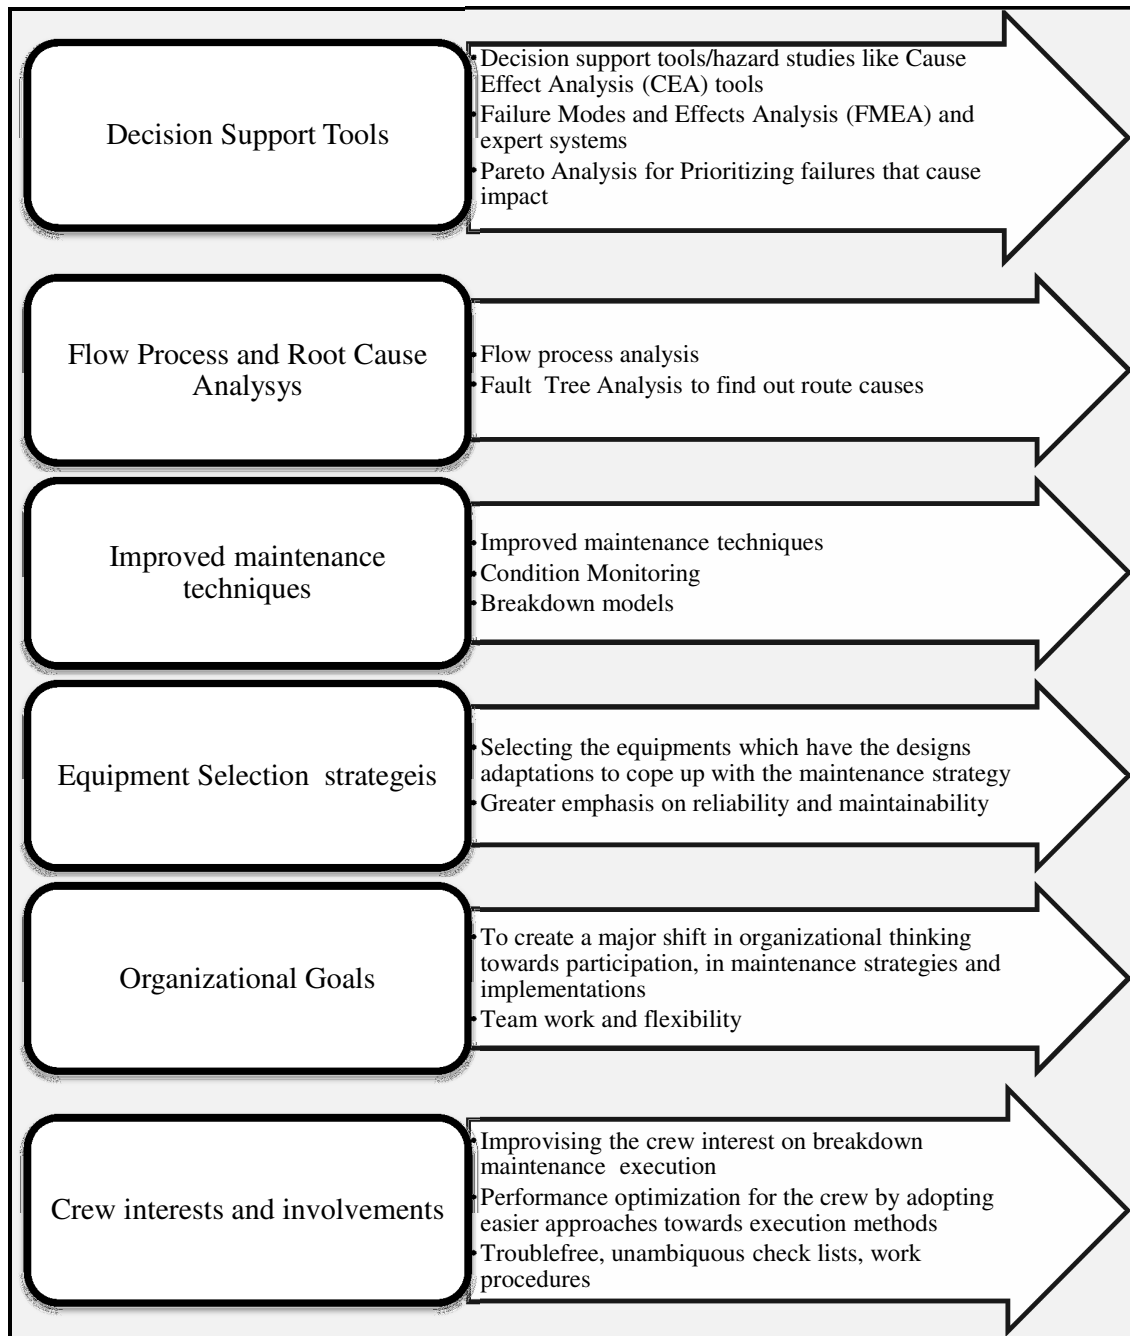 Decision Support Tools
• Decision support tools/hazard studies like Cause
Effect Analysis (CEA) tools
• Failure Modes and Effects Analysis (FMEA) and
expert systems
• Pareto Analysis for Prioritizing failures that cause
impact
Flow Process and Root Cause
Analysys
• Flow process analysis
• Fault Tree Analysis to find out route causes
Improved maintenance
techniques
• Improved maintenance techniques
• Condition Monitoring
• Breakdown models
Equipment Selection strategeis
• Selecting the equipments which have the designs
adaptations to cope up with the maintenance strategy
• Greater emphasis on reliability and maintainability
Organizational Goals
• To create a major shift in organizational thinking
towards participation, in maintenance strategies and
implementations
• Team work and flexibility
Crew interests and involvements
• Improvising the crew interest on breakdown
maintenance execution
• Performance optimization for the crew by adopting
easier approaches towards execution methods
• Troublefree, unambiquous check lists, work
procedures